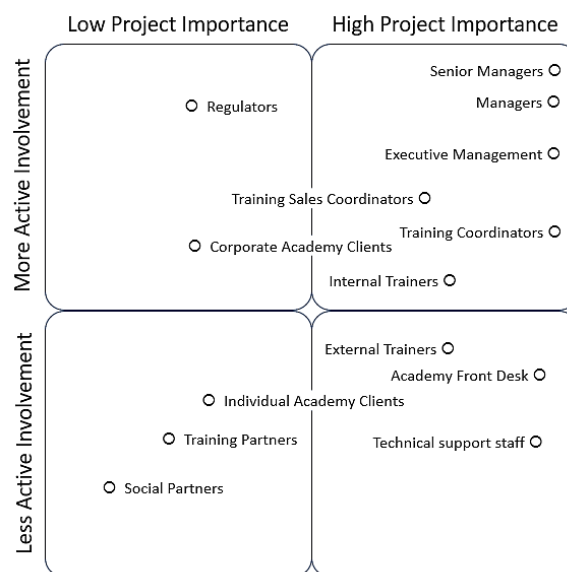 Low Project Importance
High Project Importance
More Active Involvement
Senior Managers
Managers
Regulators
Executive Management
Training Sales Coordinators
Training Coordinators
Corporate Academy Clients
Internal Trainers
Less Active Involvement
External Trainers
Academy Front Desk
Individual Academy Clients
Training Partners
Technical support staff
Social Partners